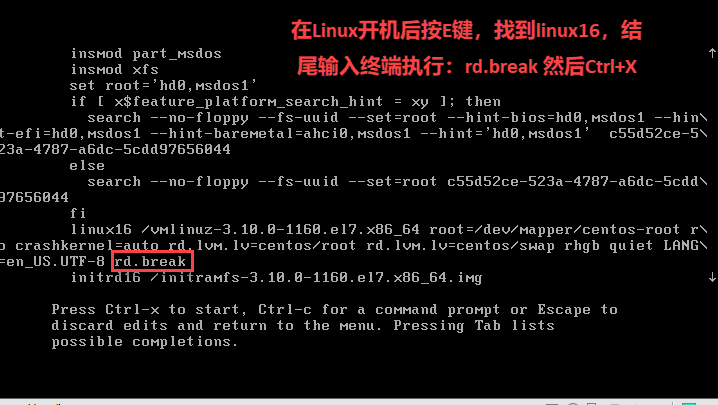 在Linux开机后按E键，找到linux16，结
尾输入终端执行：rd.break 然后Ctrl+X
insmod part_msdos
insmod xfs
set root='hd0,msdos1'
if [ x$feature_platform_search_hint = xy ]; then
search --no-floppy --fs-uuid --set=root --hint-bios=hd0,msdos1 --hin\
t-efi=hd0,msdos1 --hint-baremetal=ahci0,msdos1 --hint='hd0,msdos1'  c55d52ce-5\
23a-4787-a6dc-5cdd97656044
else
search --no-floppy --fs-uuid --set=root c55d52ce-523a-4787-a6dc-5cdd\
97656044
fi
linux16 /vmlinuz-3.10.0-1160.el7.x86_64 root=/dev/mapper/centos-root r\
o crashkernel=auto rd.lvm.lv=centos/root rd.lvm.lv=centos/swap rhgb quiet LANG\
=en_US.UTF-8 rd.break
initrd16 /initramfs-3.10.0-1160.el7.x86_64.img
Press Ctrl-x to start, Ctrl-c for a command prompt or Escape to
discard edits and return to the menu. Pressing Tab lists
possible completions.